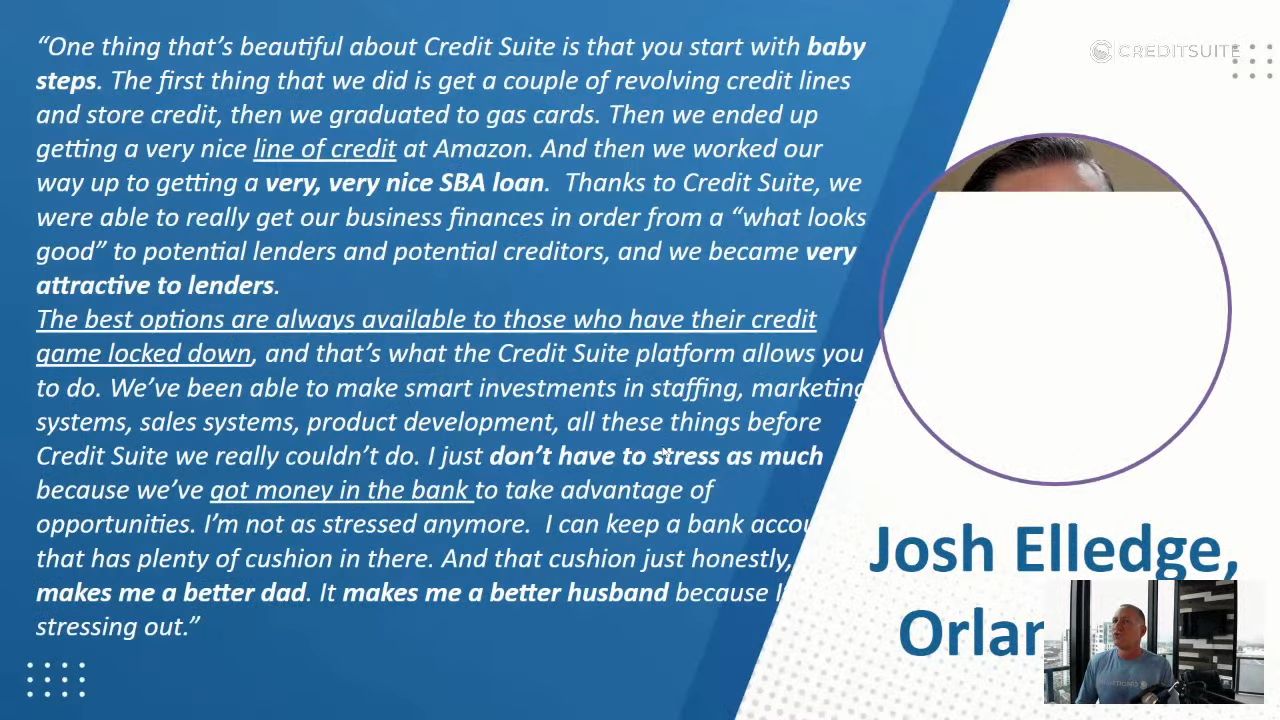 “One thing that’s beautiful about Credit Suite is that you start with baby
steps. The first thing that we did is get a couple of revolving credit lines
and store credit, then we graduated to gas cards. Then we ended up
getting a very nice line of credit at Amazon. And then we worked our
way up to getting a very, very nice SBA loan.  Thanks to Credit Suite, we
were able to really get our business finances in order from a “what looks
good” to potential lenders and potential creditors, and we became very
attractive to lenders.
The best options are always available to those who have their credit
game locked down, and that’s what the Credit Suite platform allows you
to do. We’ve been able to make smart investments in staffing, marketing
systems, sales systems, product development, all these things before
Credit Suite we really couldn’t do. I just don’t have to stress as much
because we’ve got money in the bank to take advantage of
opportunities. I’m not as stressed anymore.  I can keep a bank accou
that has plenty of cushion in there. And that cushion just honestly,
makes me a better dad. It makes me a better husband because I
stressing out.”
CREDITSUITE
Josh Elledge,
Orlan